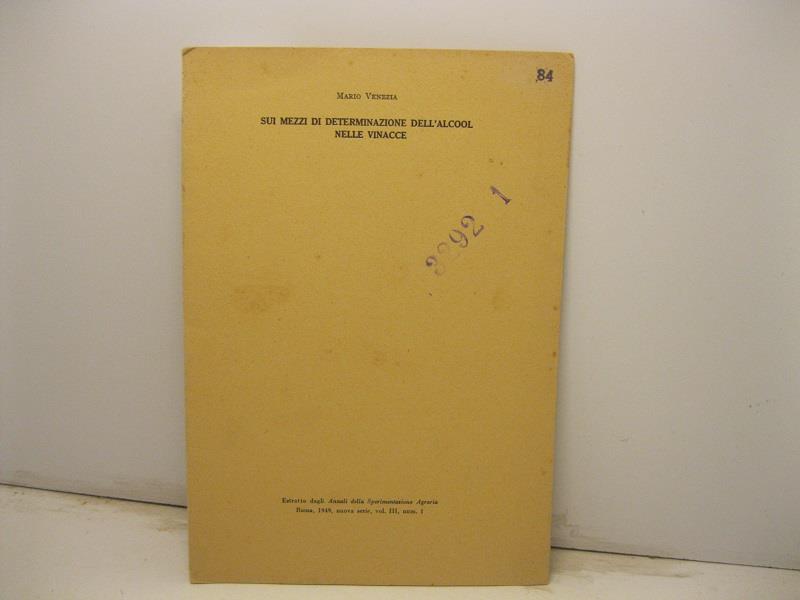 84
MARIO VENEZIA
SUI MEZZI DI DETERMINAZIONE DELL'ALCOOL
NELLE VINACCE
3292 1
Estratto dagli Annali della Sperimentazione Agraria
Roma, 1949, nuova serie, vol. III, num. 1